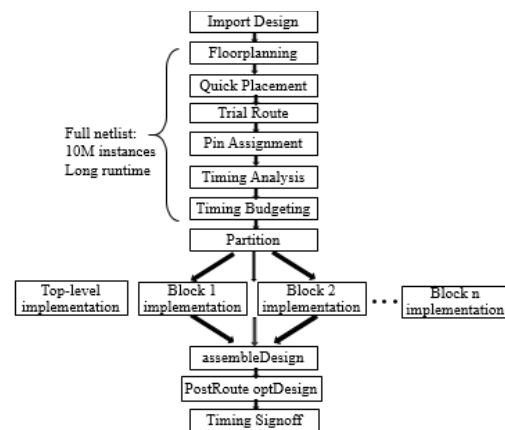 Import Design
Floorplanning
Quick Placement
Trial Route
Full netlist:
10M instances
Long runtime
Pin Assignment
Timing Analysis
Timing Budgeting
Partition
Top-level
implementation
Block 1
implementation
Block 2
implementation
Block n
implementation
assembleDesign
PostRoute optDesign
Timing Signoff